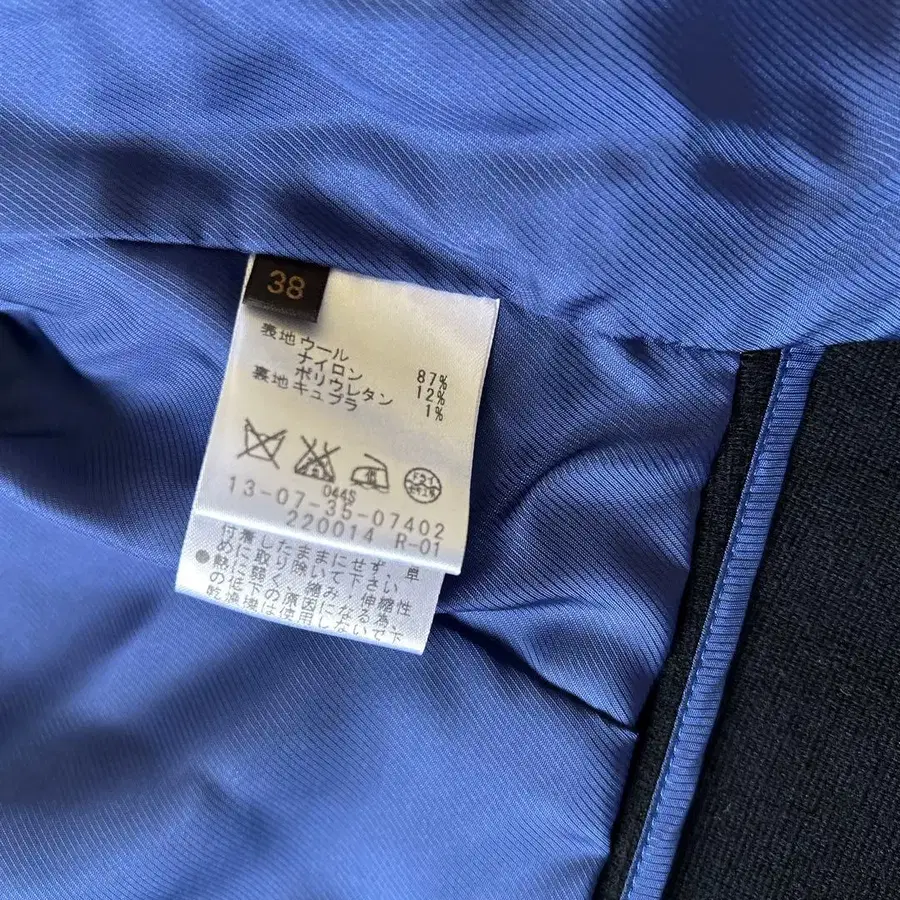 38
表地 ウール 87%
ナイロン 12%
ポリウレタン 1%
裏地 キュプラ
044S
13-07-35-07402
220014 R-01
付着したままにせず、早
めに取り除いて下さい
●熱に弱く、縮み,伸縮性
の低下の原因になる為、
乾燥機は使用しないで下